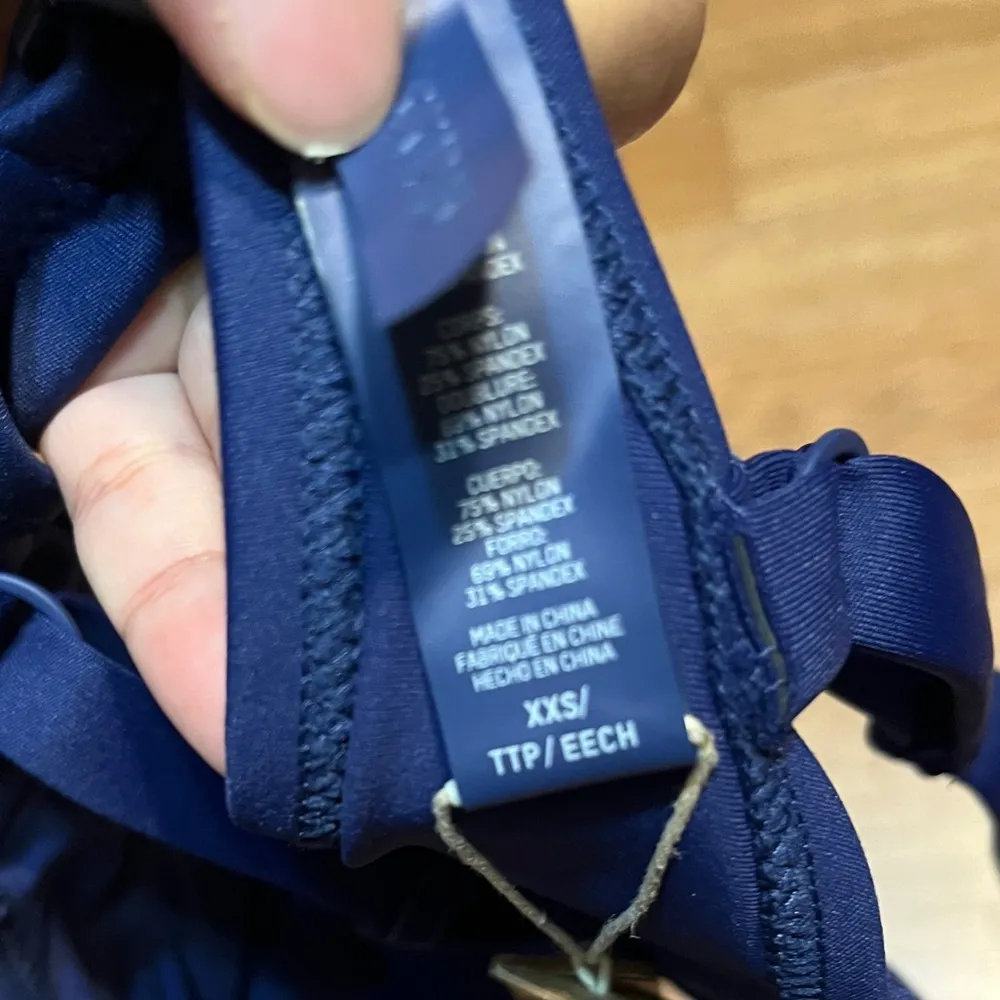 CORPS:
75% NYLON
25% SPANDEX
DOUBLURE:
69% NYLON
31% SPANDEX
CUERPO:
75% NYLON
25% SPANDEX
FORRO:
69% NYLON
31% SPANDEX
MADE IN CHINA
FABRIQUÉ EN CHINE
HECHO EN CHINA
XXS/
TTP/EECH